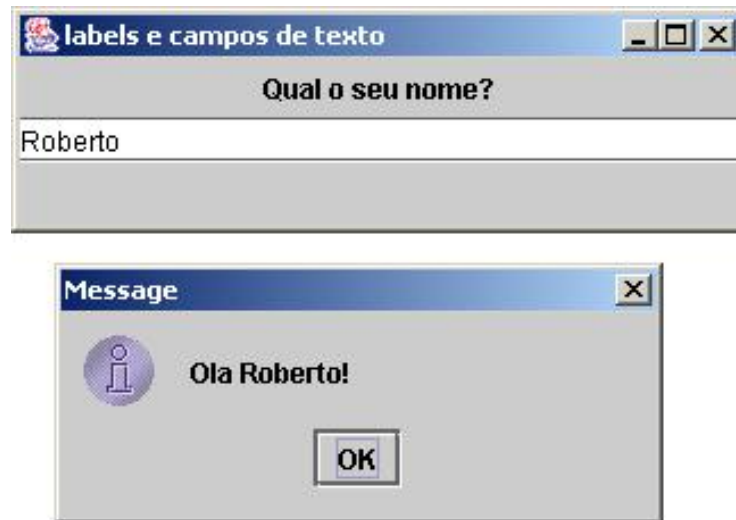 labels e campos de texto
Qual o seu nome?
Roberto
Message
Ola Roberto!
OK